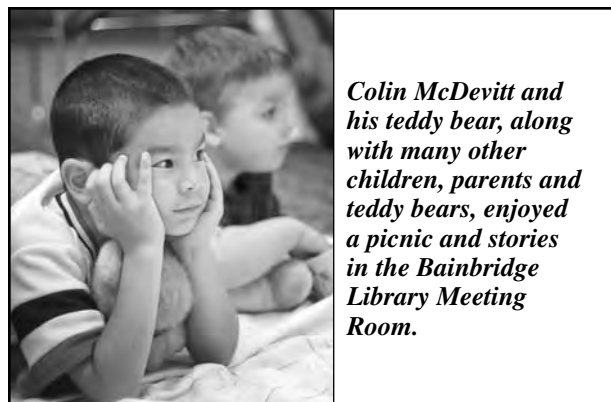 Colin McDevitt and
his teddy bear, along
with many other
children, parents and
teddy bears, enjoyed
a picnic and stories
in the Bainbridge
Library Meeting
Room.